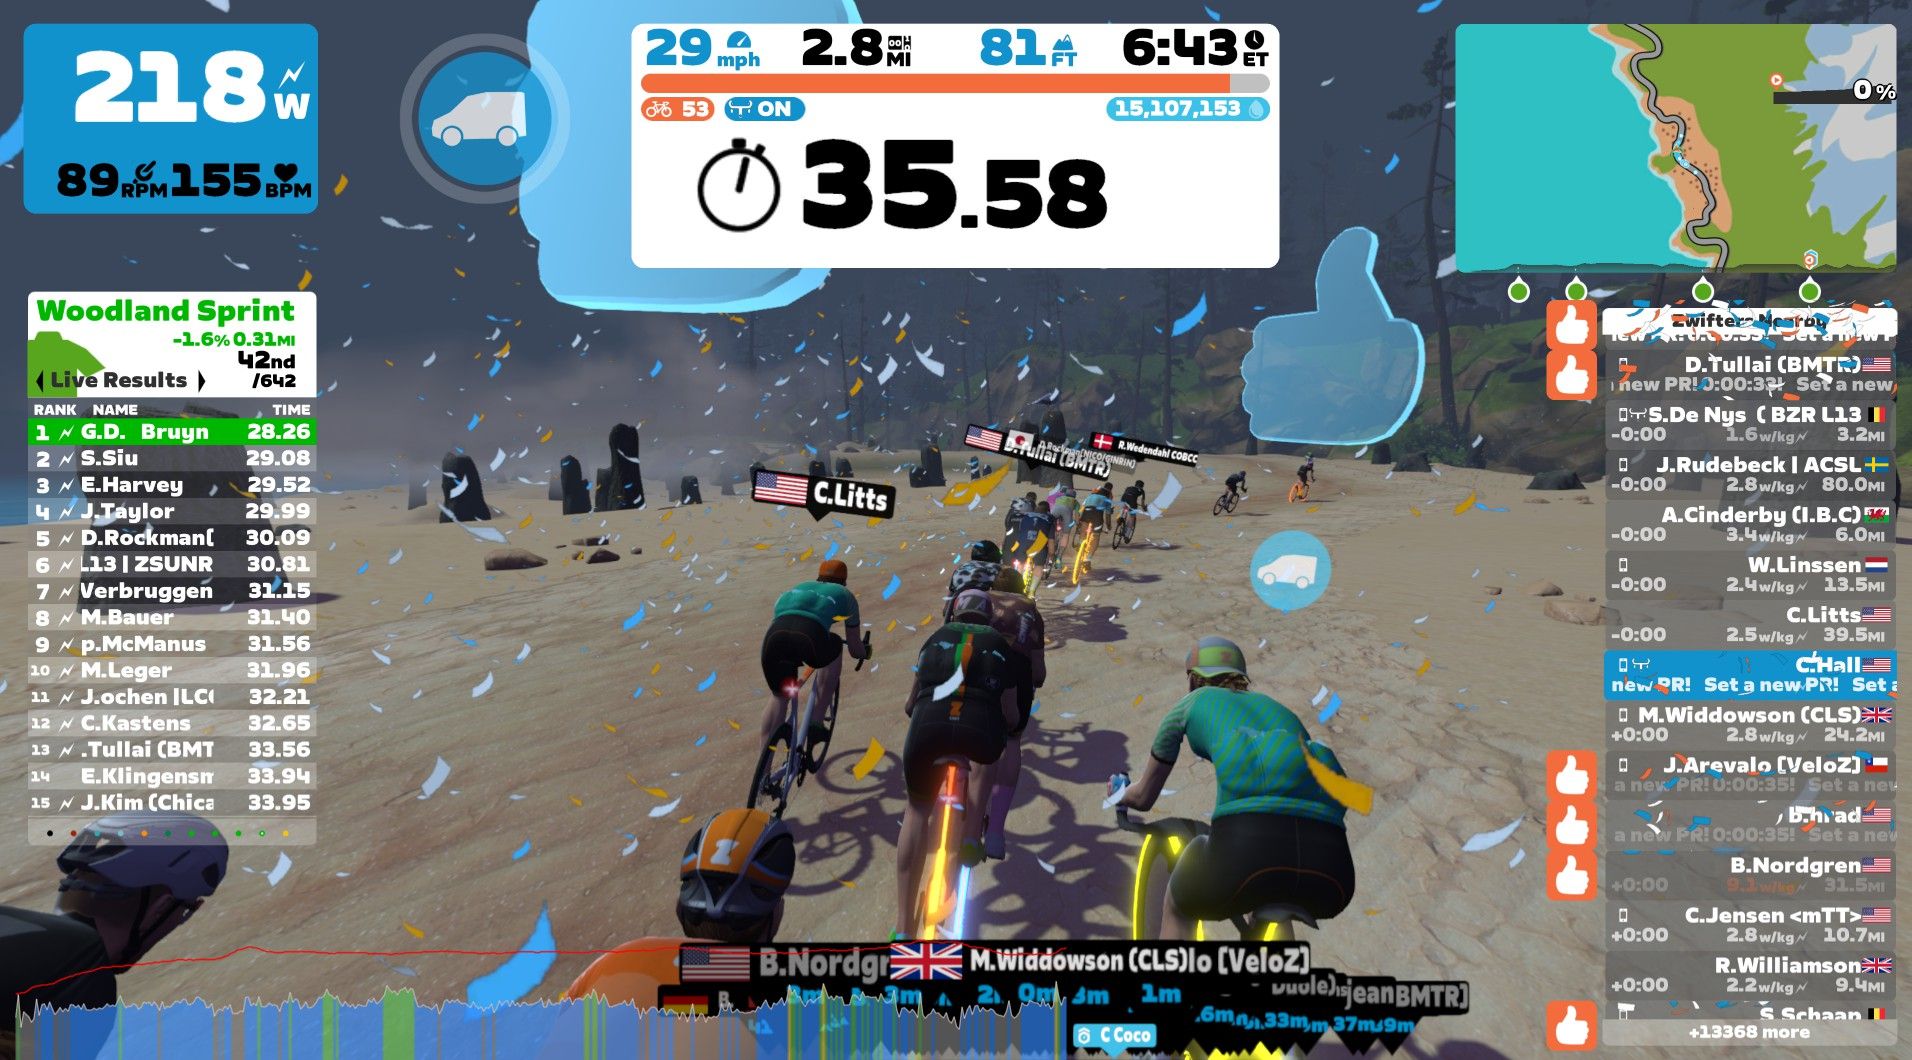 218 W
89 RPM 155 BPM
29 mph 2.8 MI 81 FT 6:43 ET
53 ON 15,107,153
35.58
0%
Woodland Sprint
-1.6% 0.31MI
42nd
Live Results /642
RANK NAME TIME
1 G.D. Bruyn 28.26
2 S.Siu 29.08
3 E.Harvey 29.52
4 J.Taylor 29.99
5 D.Rockman[ 30.09
6 L13 | ZSUNR 30.81
7 Verbruggen 31.15
8 M.Bauer 31.40
9 p.McManus 31.56
10 M.Leger 31.96
11 J.ochen |LC 32.21
12 C.Kastens 32.65
13 .Tullai (BMT 33.56
14 E.Klingensm 33.94
15 J.Kim (Chica 33.95
C.Litts
D.Tullai (BMTR)
R.Wedendahl COBCC
Zwifters Nearby
D.Tullai (BMTR)
new PR! 0:00:33! Set a new
S.De Nys ( BZR L13
-0:00 1.6w/kg 3.2MI
J.Rudebeck | ACSL
-0:00 2.8w/kg 80.0MI
A.Cinderby (I.B.C)
-0:00 3.4w/kg 6.0MI
W.Linssen
-0:00 2.4w/kg 13.5MI
C.Litts
-0:00 2.5w/kg 39.5MI
C.Hall
new PR! Set a new PR! Set a
M.Widdowson (CLS)
+0:00 2.8w/kg 24.2MI
J.Arevalo [VeloZ]
a new PR! 0:00:35! Set a new
a new PR! 0:00:35! Set a new
B.Nordgren
+0:00 9.1w/kg 31.5MI
C.Jensen <mTT>
+0:00 2.8w/kg 10.7MI
R.Williamson
+0:00 2.2w/kg 9.4MI
S.Schaap
+13368 more
B.Nordgr M.Widdowson (CLS)lo [VeloZ]
jeanBMTR]
1m
33m 37m
C Coco